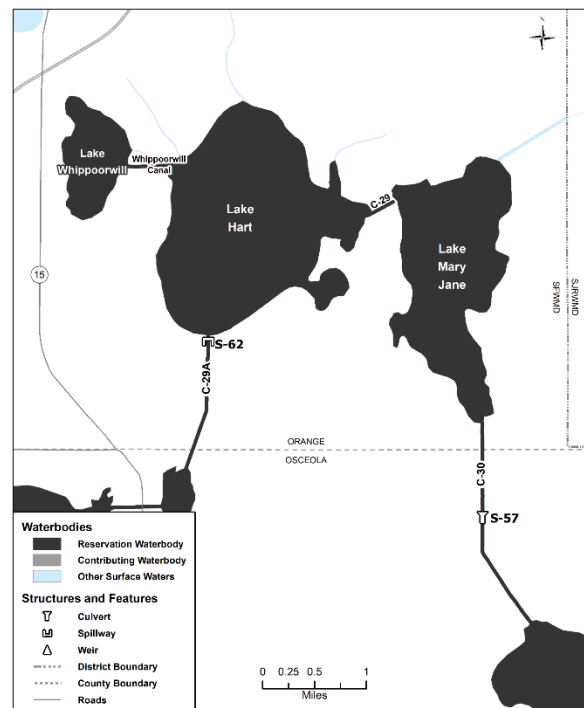 Lake
Whippoorwill
Whippoorwill
Canal
Lake
Hart
C-29
Lake
Mary
Jane
15
SFWMD
SJRWMD
S-62
C-29A
ORANGE
OSCEOLA
C-30
S-57
Waterbodies
Reservation Waterbody
Contributing Waterbody
Other Surface Waters
Structures and Features
Culvert
Spillway
Weir
District Boundary
County Boundary
Roads
0 0.25 0.5 1
Miles